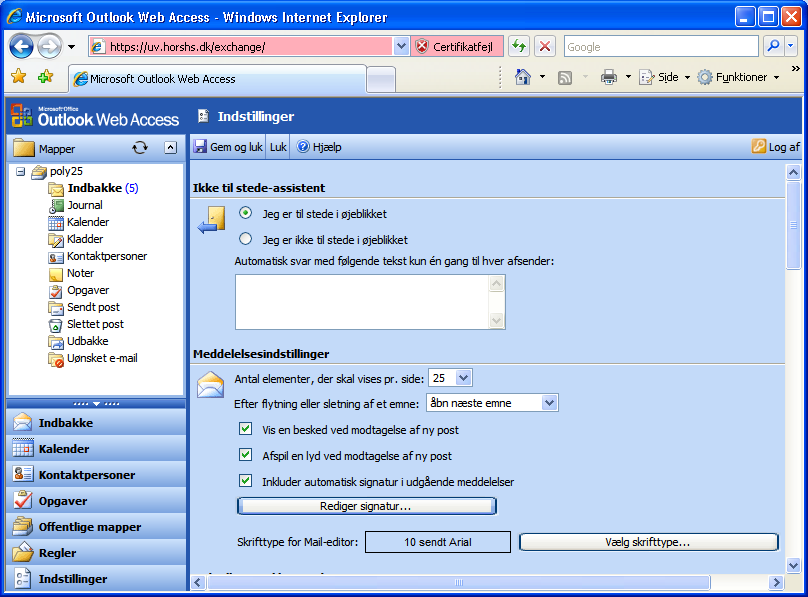 Microsoft Outlook Web Access - Windows Internet Explorer
https://uv.horshs.dk/exchange/
Certifikatfejl
Google
Microsoft Outlook Web Access
Side
Funktioner
»
Microsoft Office
Outlook Web Access
Indstillinger
Mapper
Gem og luk
Luk
Hjælp
Log af
poly25
Indbakke (5)
Journal
Kalender
Kladder
Kontaktpersoner
Noter
Opgaver
Sendt post
Slettet post
Udbakke
Uønsket e-mail
Indbakke
Kalender
Kontaktpersoner
Opgaver
Offentlige mapper
Regler
Indstillinger
Ikke til stede-assistent
Jeg er til stede i øjeblikket
Jeg er ikke til stede i øjeblikket
Automatisk svar med følgende tekst kun én gang til hver afsender:
Meddelelsesindstillinger
Antal elementer, der skal vises pr. side: 25
Efter flytning eller sletning af et emne: åbn næste emne
Vis en besked ved modtagelse af ny post
Afspil en lyd ved modtagelse af ny post
Inkluder automatisk signatur i udgående meddelelser
Rediger signatur...
Skrifttype for Mail-editor: 10 sendt Arial Vælg skrifttype...